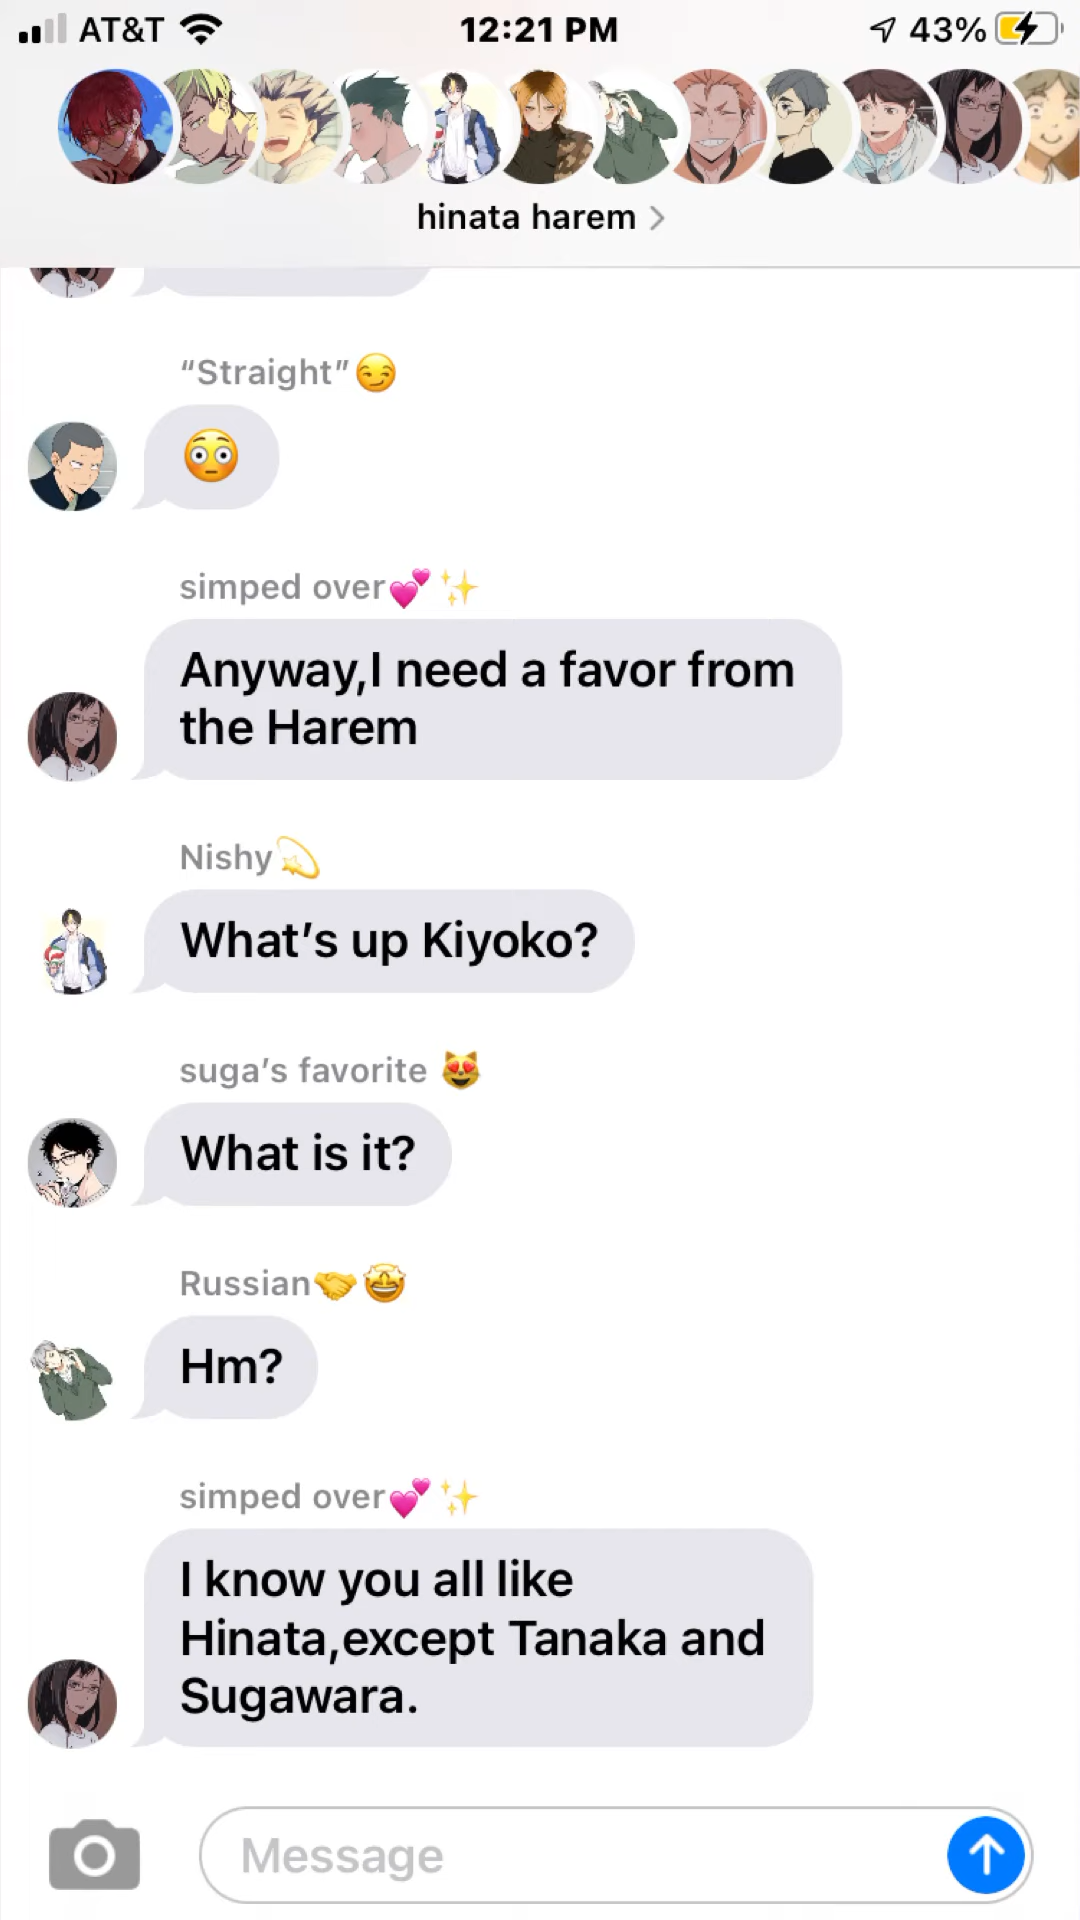 AT&T 12:21 PM 43%
hinata harem
“Straight”😏
😳
simped over💕✨
Anyway,I need a favor from
the Harem
Nishy💫
What’s up Kiyoko?
suga’s favorite 😻
What is it?
Russian🤝🤩
Hm?
simped over💕✨
I know you all like
Hinata,except Tanaka and
Sugawara.
Message